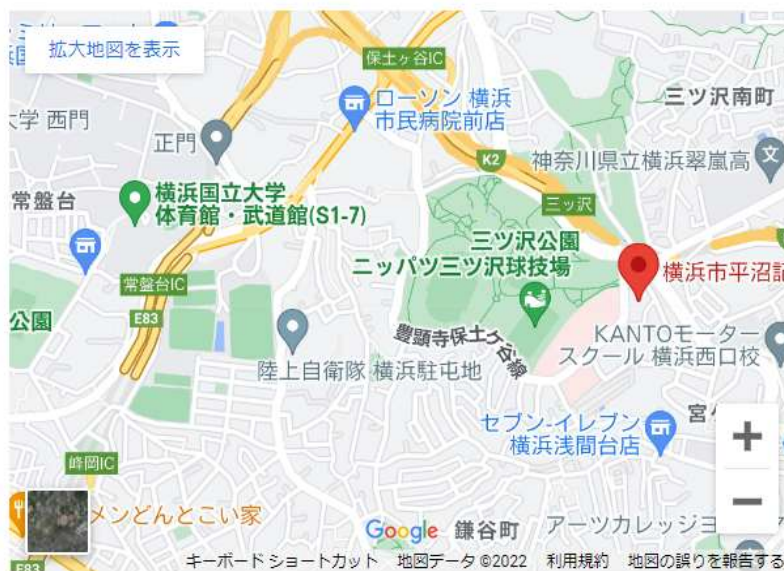 拡大地図を表示
保土ヶ谷IC
ローソン 横浜
市民病院前店
三ツ沢南町
大学 西門
正門
K2
神奈川県立横浜翠嵐高
常盤台
横浜国立大学
体育館・武道館(S1-7)
三ッ沢
三ツ沢公園
ニッパツ三ツ沢球技場
横浜市平沼記
常盤台IC
E83
公園
豊顕寺保土ケ谷線
KANTOモーター
スクール 横浜西口校
陸上自衛隊 横浜駐屯地
セブン-イレブン
横浜浅間台店
宮
峰岡IC
メンどんとこい家
Google
鎌谷町
アーツカレッジヨ
E83
キーボード ショートカット 地図データ ©2022 利用規約 地図の誤りを報告する